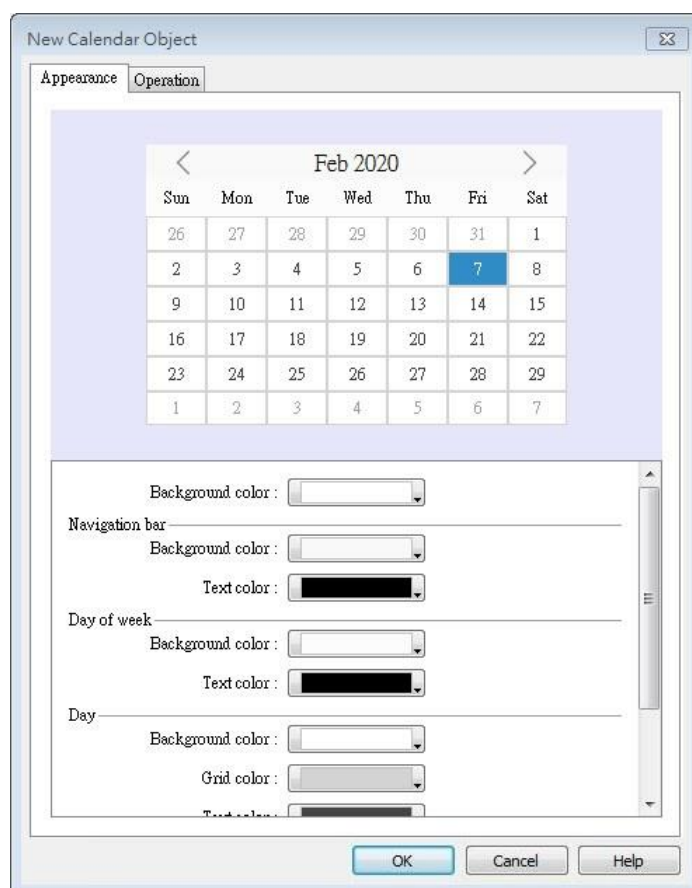 New Calendar Object
Appearance Operation
Feb 2020
Sun Mon Tue Wed Thu Fri Sat
26 27 28 29 30 31 1
2 3 4 5 6 7 8
9 10 11 12 13 14 15
16 17 18 19 20 21 22
23 24 25 26 27 28 29
1 2 3 4 5 6 7
Background color :
Navigation bar
Background color :
Text color :
Day of week
Background color :
Text color :
Day
Background color :
Grid color :
Text color :
OK Cancel Help